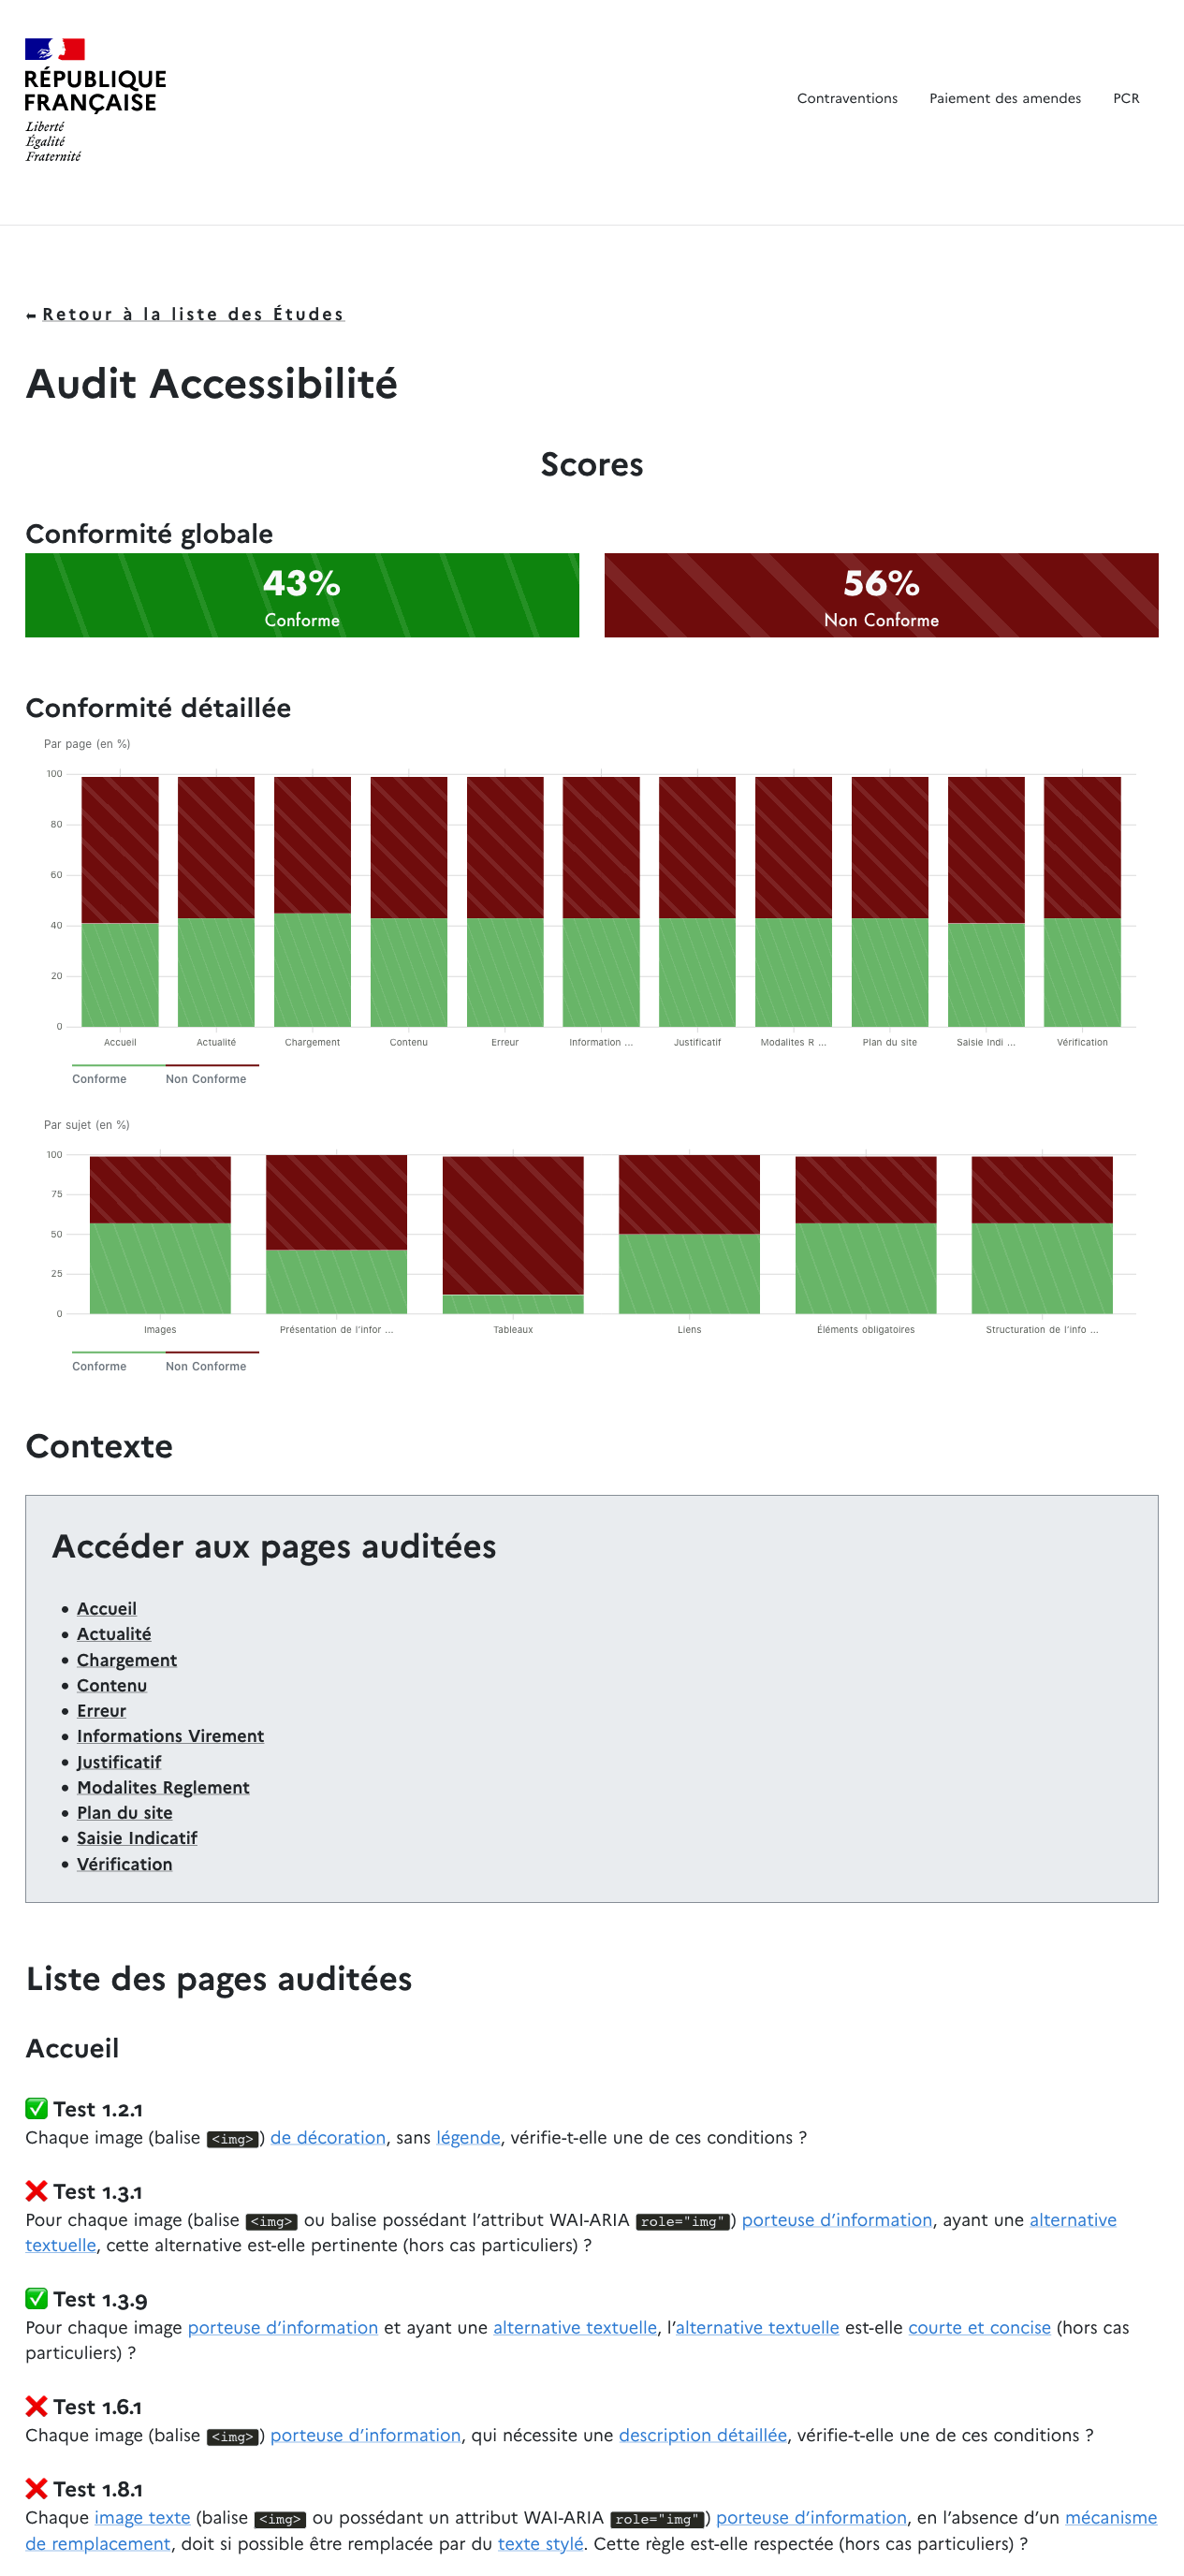 RÉPUBLIQUE
FRANÇAISE
Liberté
Égalité
Fraternité
Contraventions Paiement des amendes PCR
⬅ Retour à la liste des Études
Audit Accessibilité
Scores
Conformité globale
43%
Conforme
56%
Non Conforme
Conformité détaillée
Par page (en %)
100
80
60
40
20
0
Accueil Actualité Chargement Contenu Erreur Information ... Justificatif Modalites R ... Plan du site Saisie Indi ... Vérification
Conforme Non Conforme
Par sujet (en %)
100
75
50
25
0
Images Présentation de l'infor ... Tableaux Liens Éléments obligatoires Structuration de l'info ...
Conforme Non Conforme
Contexte
Accéder aux pages auditées
• Accueil
• Actualité
• Chargement
• Contenu
• Erreur
• Informations Virement
• Justificatif
• Modalites Reglement
• Plan du site
• Saisie Indicatif
• Vérification
Liste des pages auditées
Accueil
✅ Test 1.2.1
Chaque image (balise <img>) de décoration, sans légende, vérifie-t-elle une de ces conditions ?
❌ Test 1.3.1
Pour chaque image (balise <img> ou balise possédant l'attribut WAI-ARIA role="img") porteuse d'information, ayant une alternative
textuelle, cette alternative est-elle pertinente (hors cas particuliers) ?
✅ Test 1.3.9
Pour chaque image porteuse d'information et ayant une alternative textuelle, l'alternative textuelle est-elle courte et concise (hors cas
particuliers) ?
❌ Test 1.6.1
Chaque image (balise <img>) porteuse d'information, qui nécessite une description détaillée, vérifie-t-elle une de ces conditions ?
❌ Test 1.8.1
Chaque image texte (balise <img> ou possédant un attribut WAI-ARIA role="img") porteuse d'information, en l'absence d'un mécanisme
de remplacement, doit si possible être remplacée par du texte stylé. Cette règle est-elle respectée (hors cas particuliers) ?